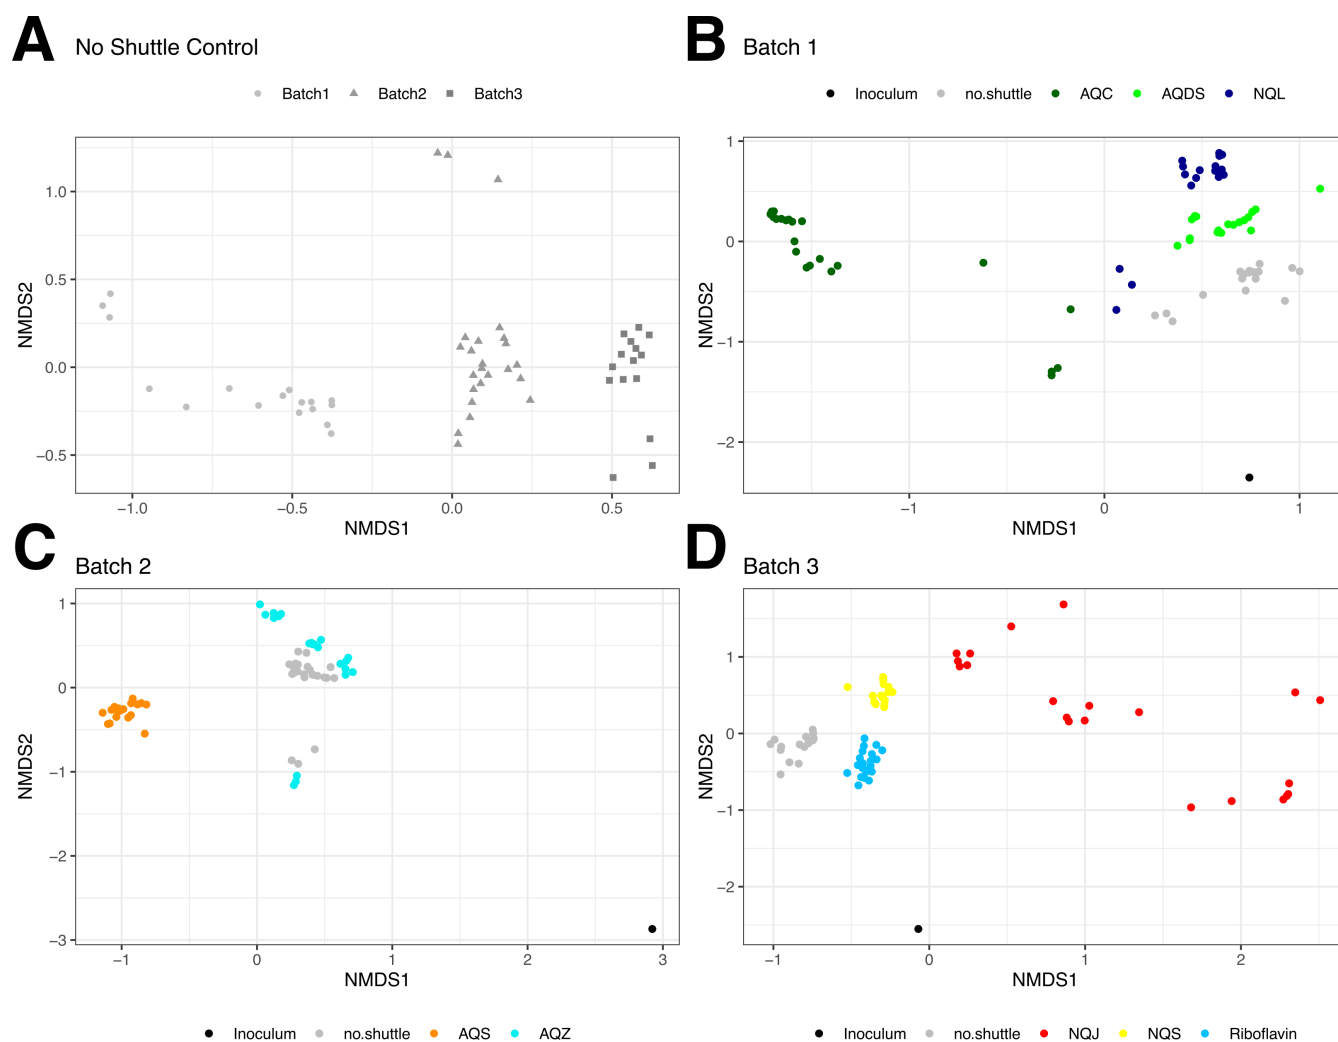 A No Shuttle Control
Batch1 Batch2 Batch3
NMDS2
1.0
0.5
0.0
−0.5
−1.0 −0.5 0.0 0.5
NMDS1
B Batch 1
Inoculum no.shuttle AQC AQDS NQL
NMDS2
1
0
−1
−2
−1 0 1
NMDS1
C Batch 2
NMDS2
1
0
−1
−2
−3
−1 0 1 2 3
NMDS1
Inoculum no.shuttle AQS AQZ
D Batch 3
NMDS2
1
0
−1
−2
−1 0 1 2
NMDS1
Inoculum no.shuttle NQJ NQS Riboflavin